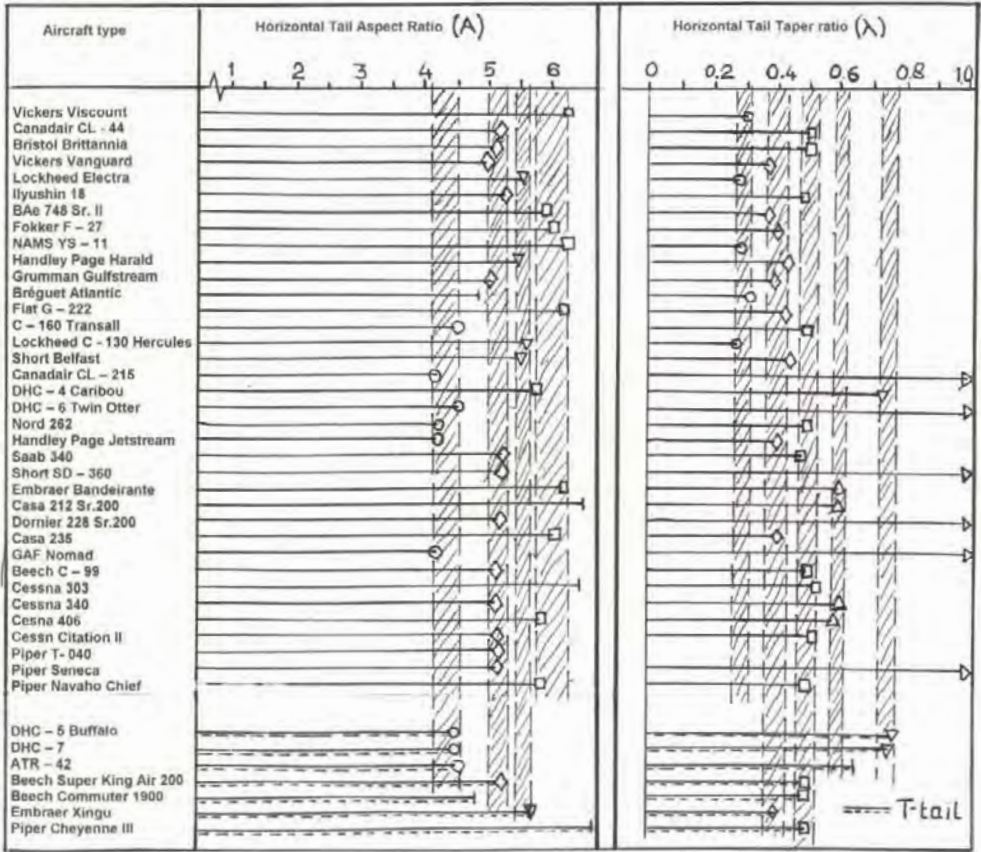 Aircraft type
Horizontal Tail Aspect Ratio (A)
Horizontal Tail Taper ratio (λ)
1 2 3 4 5 6
0 0.2 0.4 0.6 0.8 1.0
Vickers Viscount
Canadair CL - 44
Bristol Brittannia
Vickers Vanguard
Lockheed Electra
Ilyushin 18
BAe 748 Sr. II
Fokker F – 27
NAMS YS – 11
Handley Page Harald
Grumman Gulfstream
Bréguet Atlantic
Fiat G – 222
C – 160 Transall
Lockheed C - 130 Hercules
Short Belfast
Canadair CL – 215
DHC – 4 Caribou
DHC – 6 Twin Otter
Nord 262
Handley Page Jetstream
Saab 340
Short SD – 360
Embraer Bandeirante
Casa 212 Sr.200
Dornier 228 Sr.200
Casa 235
GAF Nomad
Beech C – 99
Cessna 303
Cessna 340
Cesna 406
Cessn Citation II
Piper T- 040
Piper Seneca
Piper Navaho Chief
DHC – 5 Buffalo
DHC – 7
ATR – 42
Beech Super King Air 200
Beech Commuter 1900
Embraer Xingu
Piper Cheyenne III
T-tail